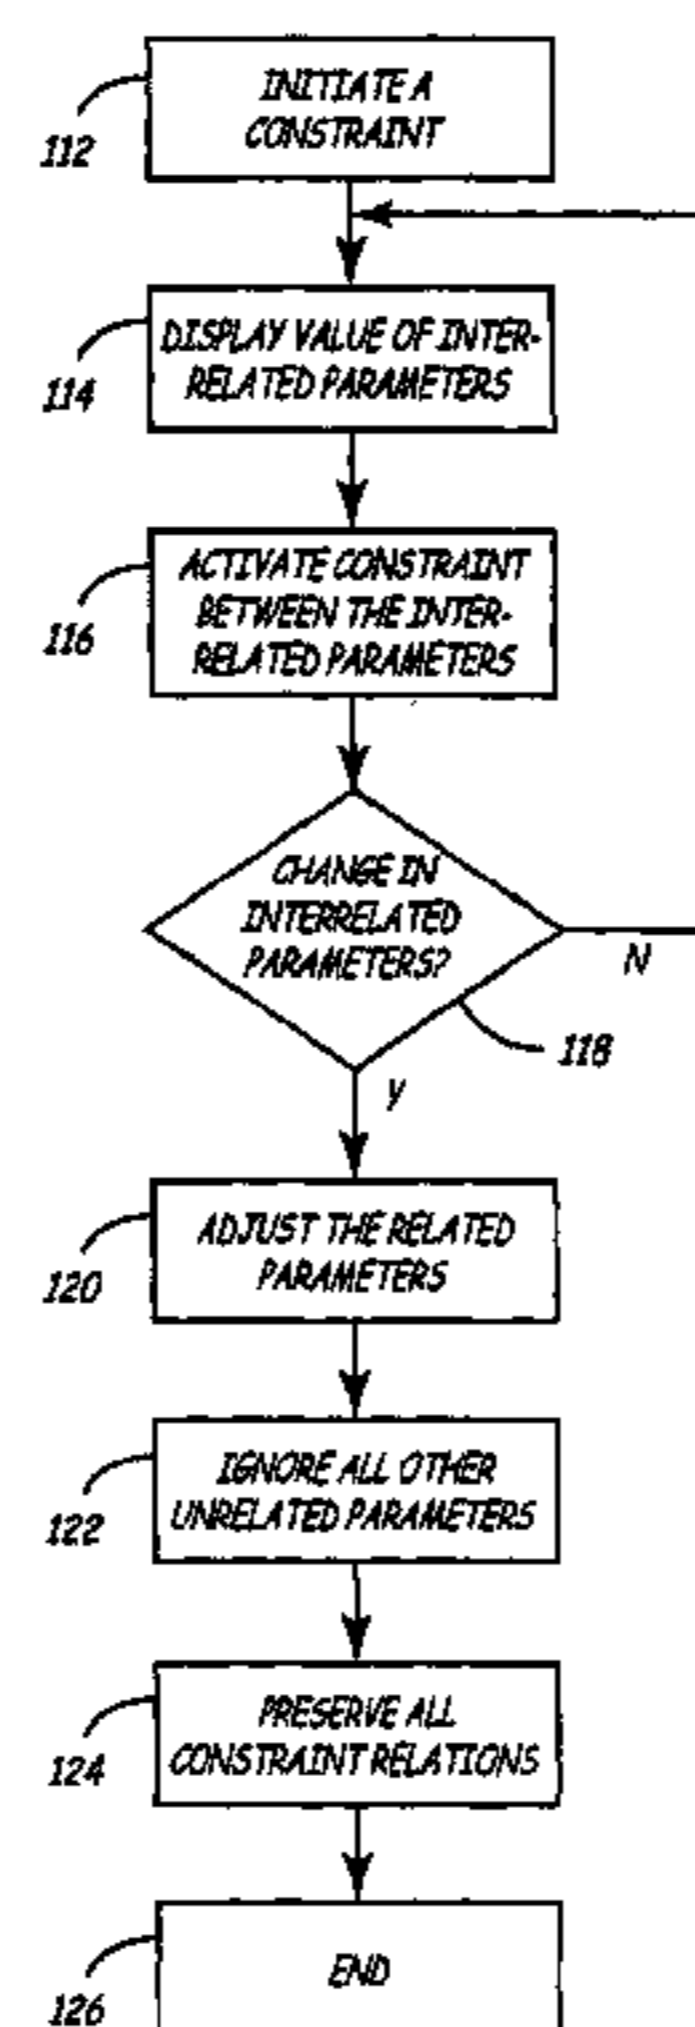 INITIATE A
CONSTRAINT
112
DISPLAY VALUE OF INTER-
RELATED PARAMETERS
114
ACTIVATE CONSTRAINT
BETWEEN THE INTER-
RELATED PARAMETERS
116
CHANGE IN
INTERRELATED
PARAMETERS?
N
118
Y
ADJUST THE RELATED
PARAMETERS
120
IGNORE ALL OTHER
UNRELATED PARAMETERS
122
PRESERVE ALL
CONSTRAINT RELATIONS
124
END
126